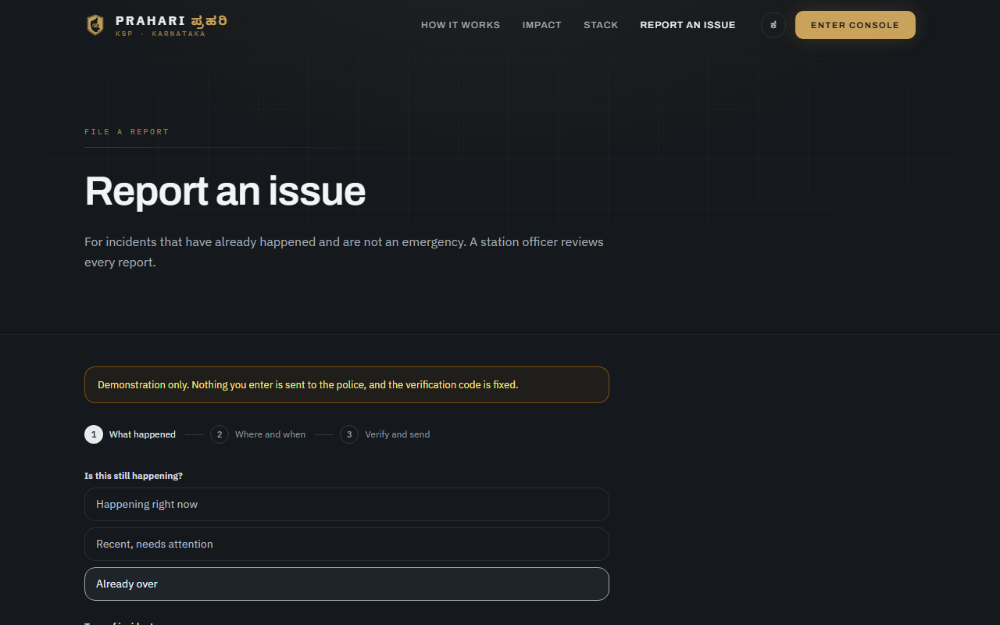 PRAHARI ಪ್ರಹರಿ
KSP · KARNATAKA
HOW IT WORKS
IMPACT
STACK
REPORT AN ISSUE
ಕ
ENTER CONSOLE
FILE A REPORT
Report an issue
For incidents that have already happened and are not an emergency. A station officer reviews
every report.
Demonstration only. Nothing you enter is sent to the police, and the verification code is fixed.
1 What happened
2 Where and when
3 Verify and send
Is this still happening?
Happening right now
Recent, needs attention
Already over